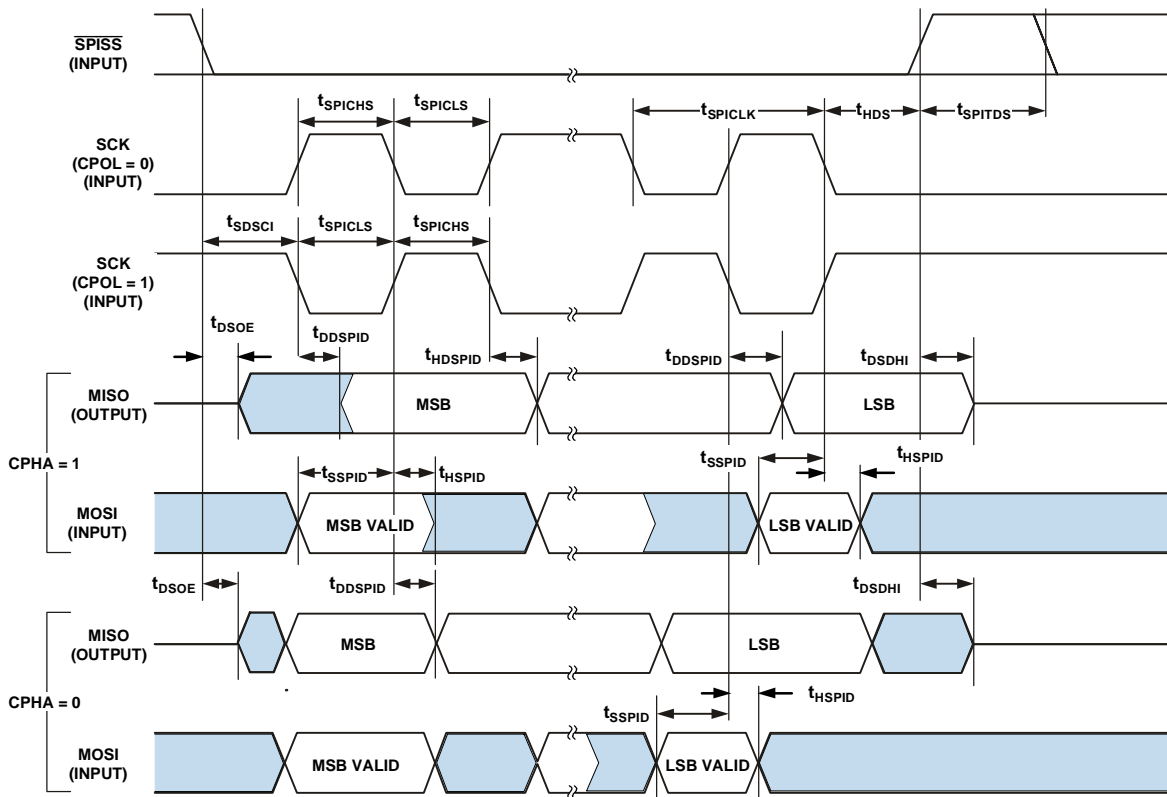 SPISS
(INPUT)
tSPICHS tSPICLS tSPICLK tHDS tSPITDS
SCK
(CPOL = 0)
(INPUT)
tSDSCI tSPICLS tSPICHS
SCK
(CPOL = 1)
(INPUT)
tDSOE tDDSPID tHDSPID tDDSPID tDSDHI
CPHA = 1
MISO
(OUTPUT)
MSB LSB
tSSPID tHSPID tSSPID tHSPID
MOSI
(INPUT)
MSB VALID LSB VALID
tDSOE tDDSPID tDSDHI
CPHA = 0
MISO
(OUTPUT)
MSB LSB
tSSPID tHSPID
MOSI
(INPUT)
MSB VALID LSB VALID